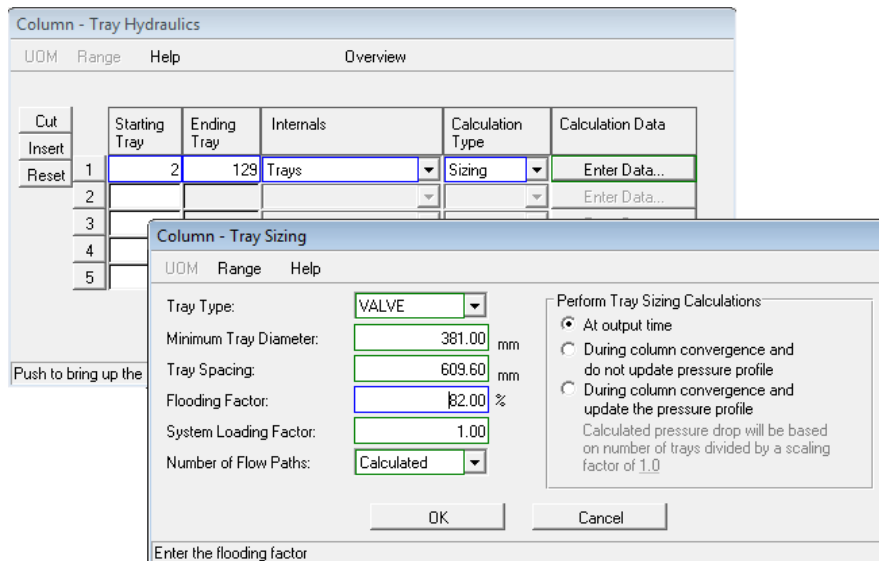 Column - Tray Hydraulics
UOM Range Help Overview
Cut
Insert
Reset
Starting Tray Ending Tray Internals Calculation Type Calculation Data
1 2 129 Trays Sizing Enter Data...
2 Enter Data...
3
4
5
Push to bring up the
Column - Tray Sizing
UOM Range Help
Tray Type: VALVE
Minimum Tray Diameter: 381.00 mm
Tray Spacing: 609.60 mm
Flooding Factor: 82.00 %
System Loading Factor: 1.00
Number of Flow Paths: Calculated
Perform Tray Sizing Calculations
At output time
During column convergence and
do not update pressure profile
During column convergence and
update the pressure profile
Calculated pressure drop will be based
on number of trays divided by a scaling
factor of 1.0
OK Cancel
Enter the flooding factor